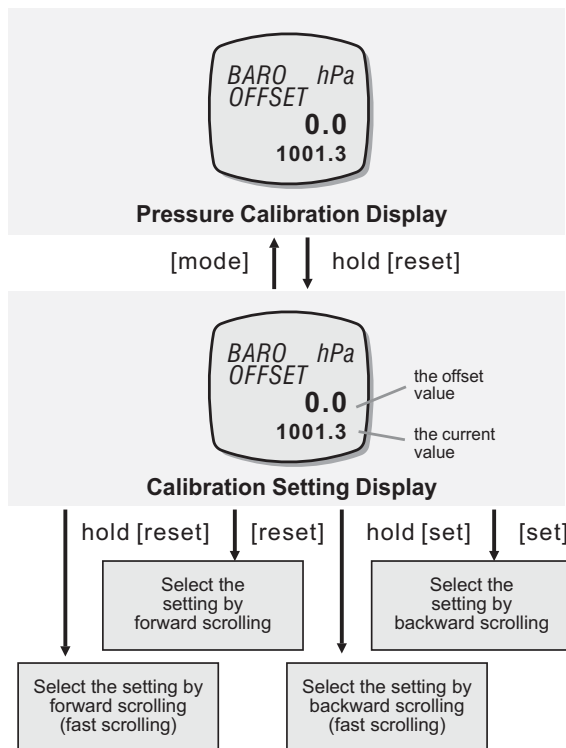 BARO hPa
OFFSET
0.0
1001.3
Pressure Calibration Display
[mode] hold [reset]
BARO hPa
OFFSET
0.0
1001.3
the offset
value
the current
value
Calibration Setting Display
hold [reset] [reset] hold [set] [set]
Select the
setting by
forward scrolling
Select the
setting by
backward scrolling
Select the setting by
forward scrolling
(fast scrolling)
Select the setting by
backward scrolling
(fast scrolling)